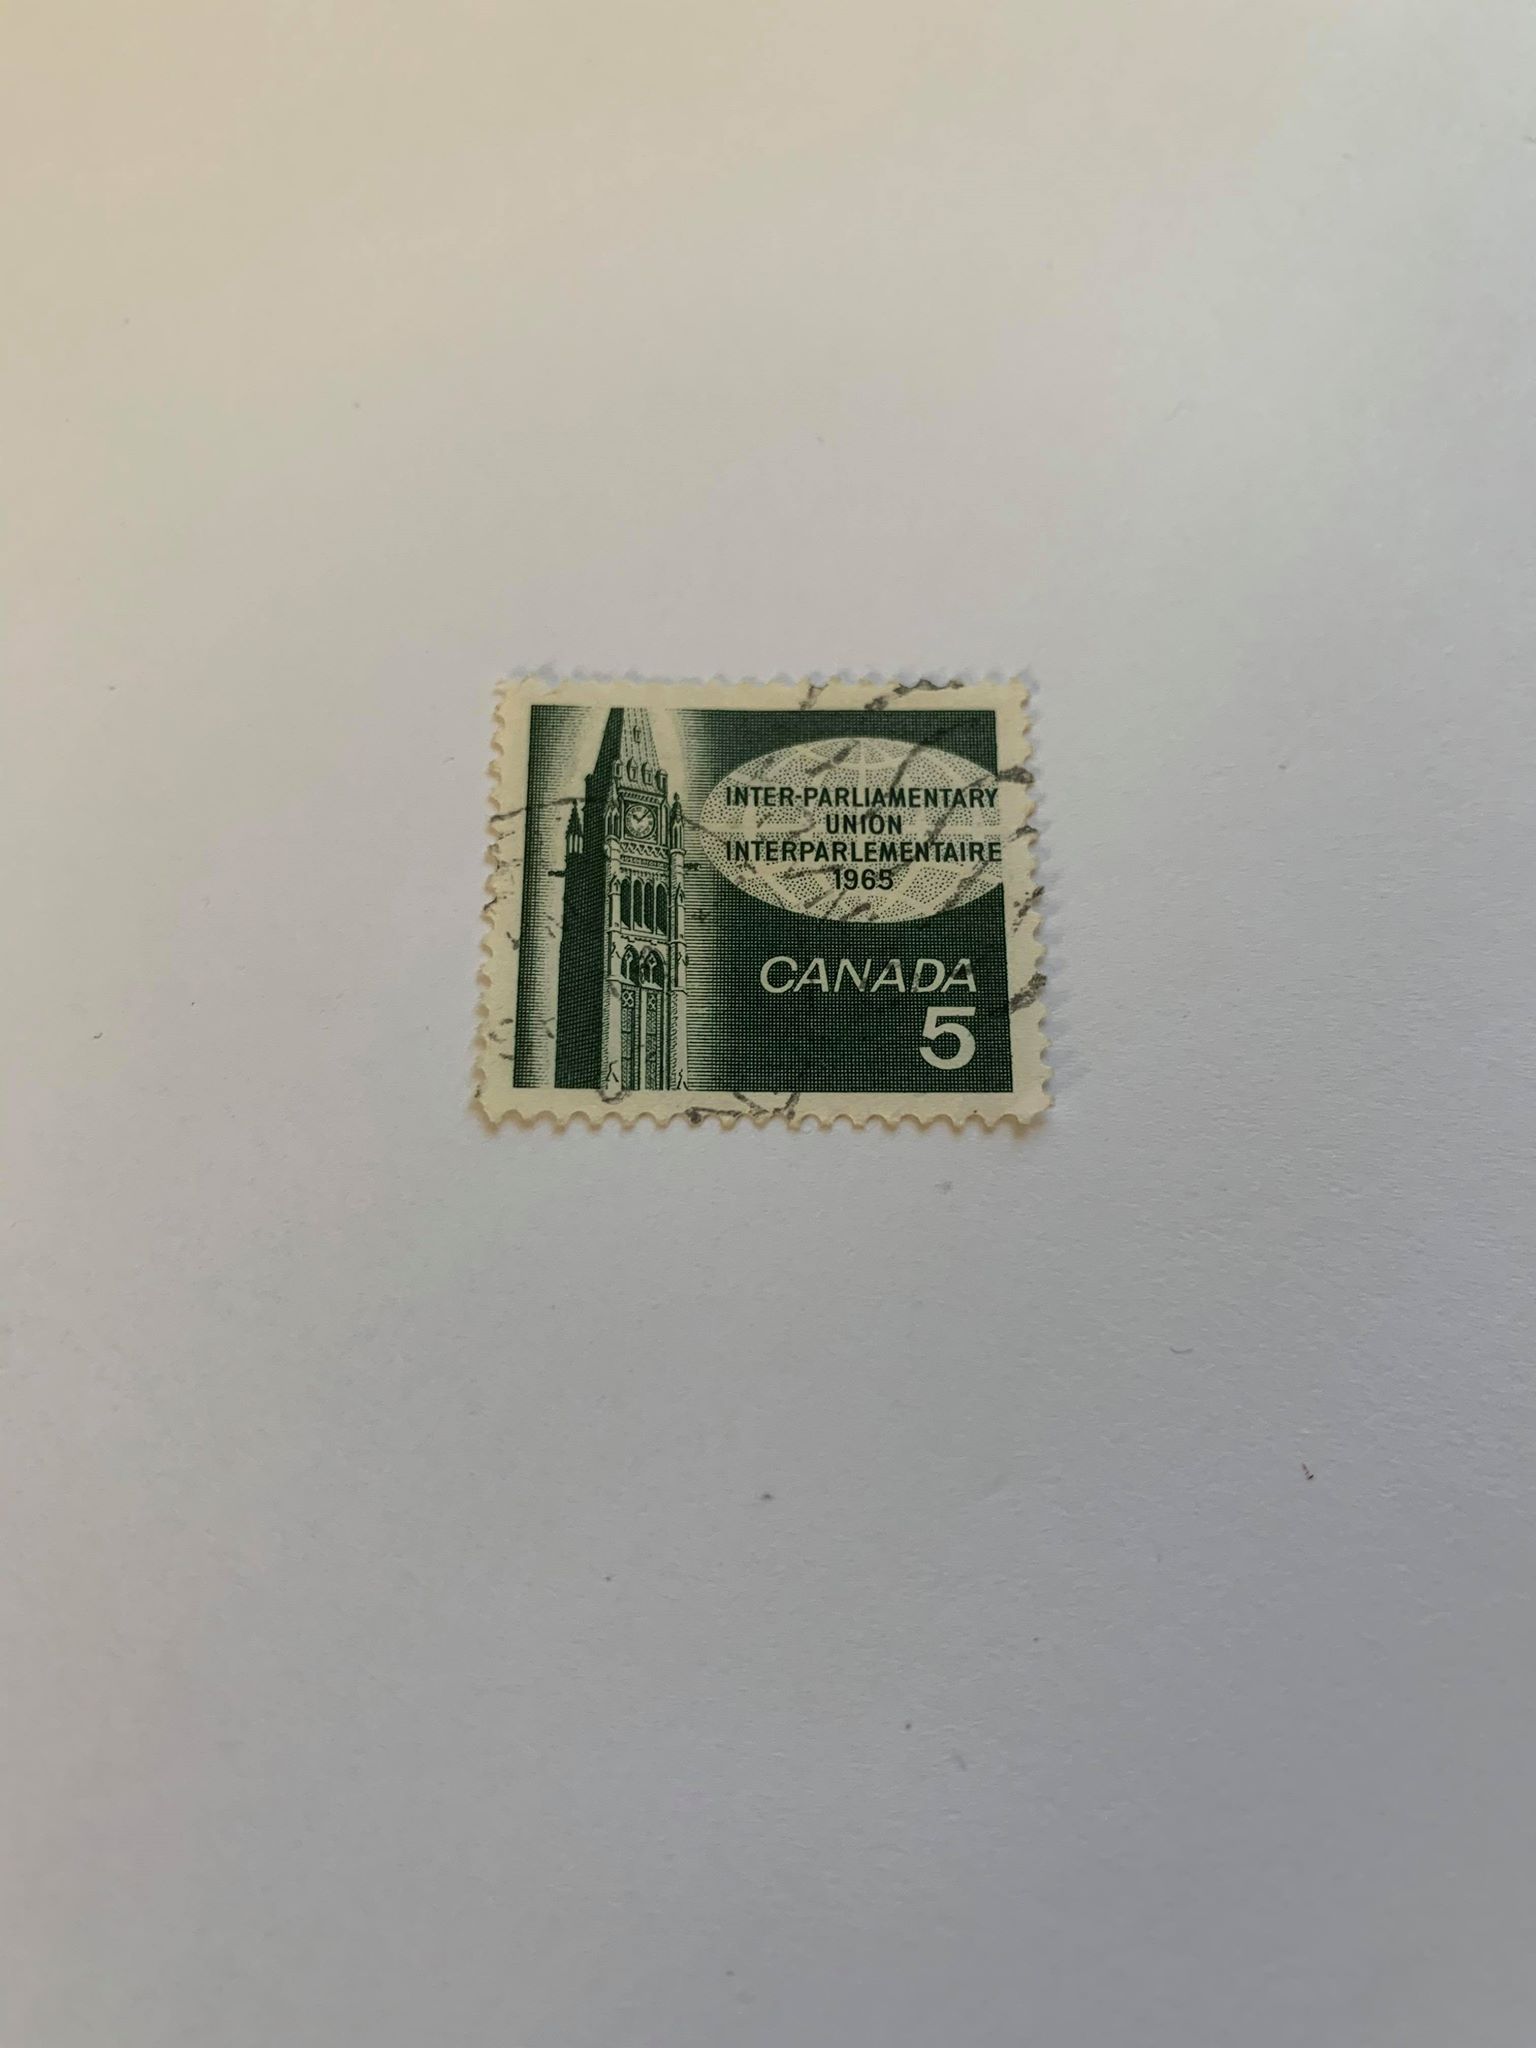 INTER-PARLIAMENTARY
UNION
INTERPARLEMENTAIRE
1965
CANADA
5